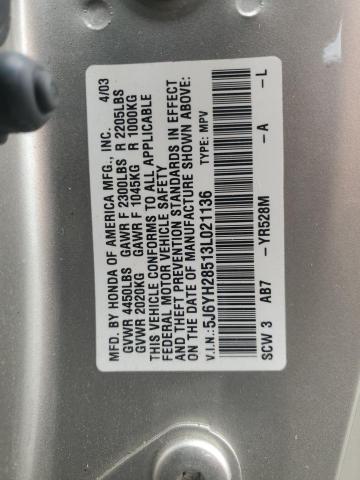 MFD. BY HONDA OF AMERICA MFG., INC. 4/03
GVWR 4450LBS GAWR F 2300LBS R 2205LBS
GVWR 2020KG GAWR F 1045KG R 1000KG
THIS VEHICLE CONFORMS TO ALL APPLICABLE
FEDERAL MOTOR VEHICLE SAFETY
AND THEFT PREVENTION STANDARDS IN EFFECT
ON THE DATE OF MANUFACTURE SHOWN ABOVE.
V.I.N.: 5J6YH28513L021136 TYPE: MPV
SCW 3 AB7 -YR528M -A -L